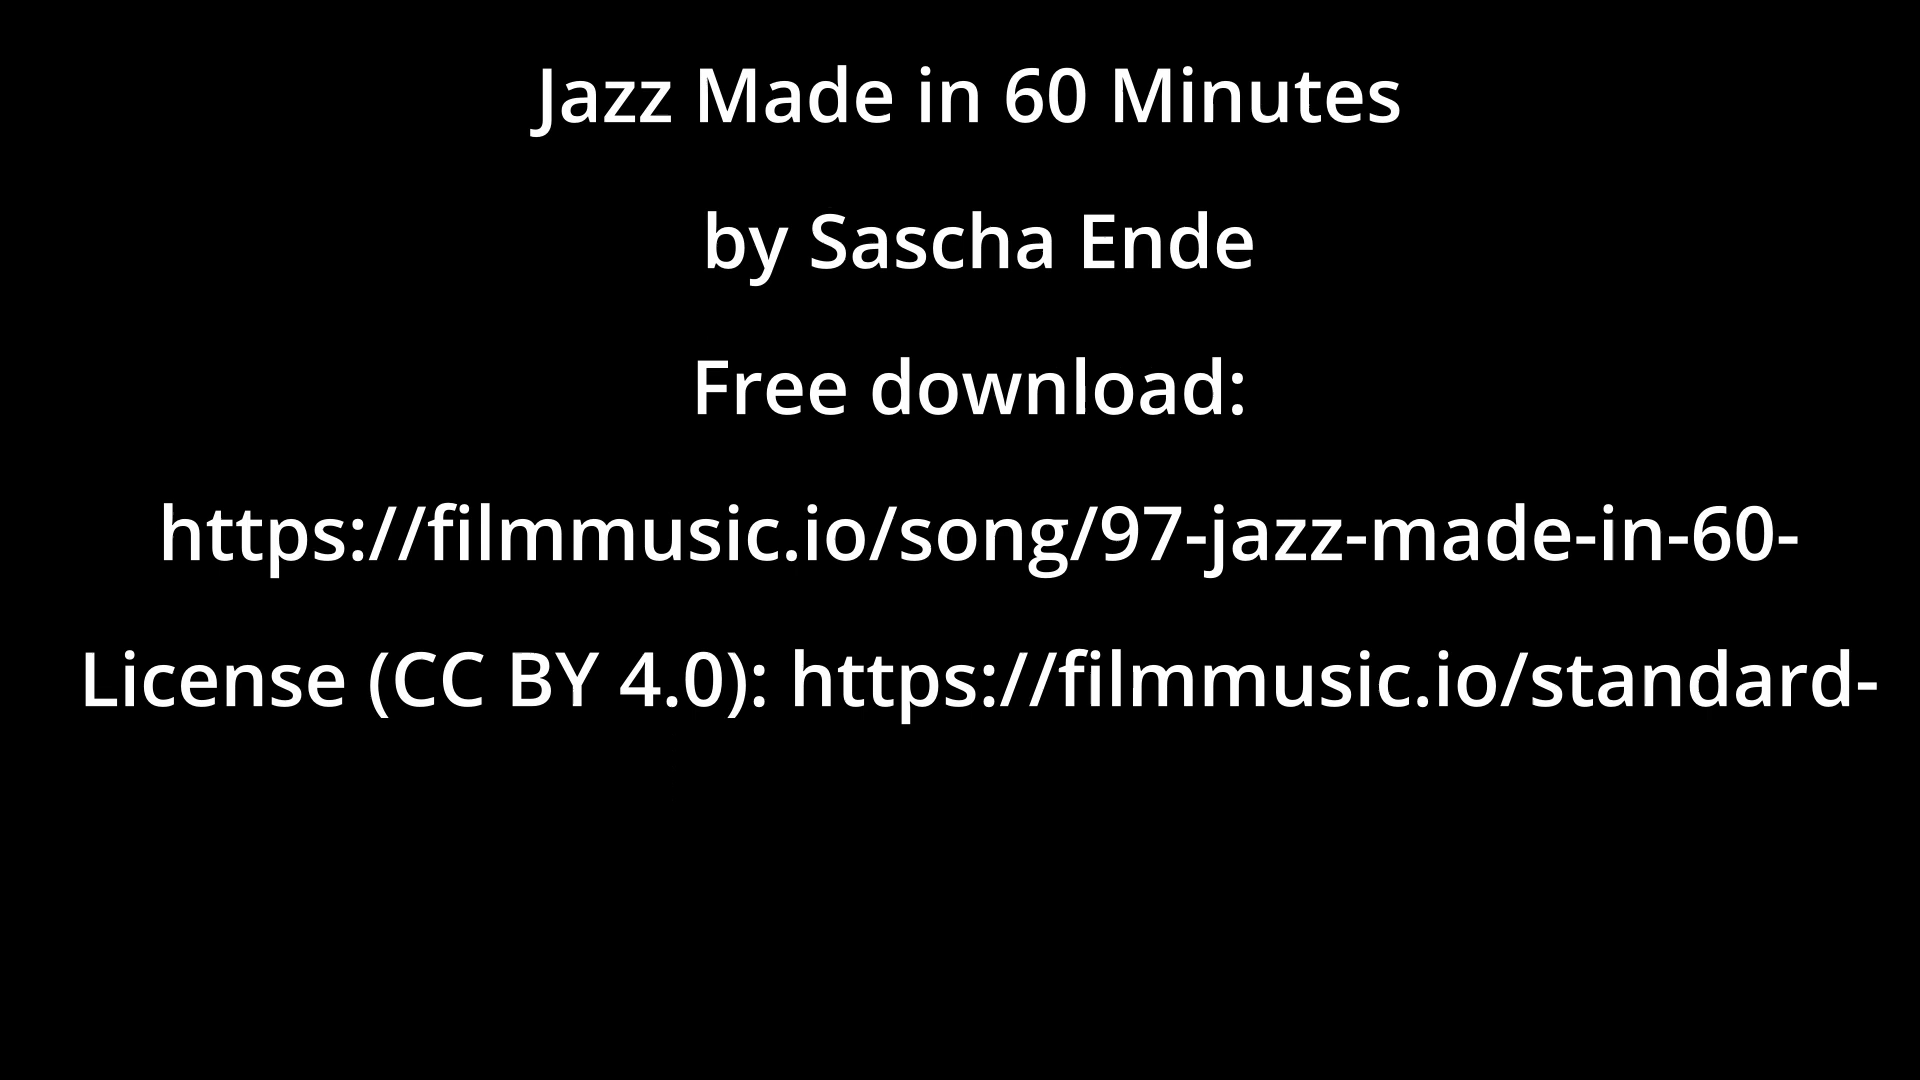 Jazz Made in 60 Minutes
by Sascha Ende
Free download:
https://filmmusic.io/song/97-jazz-made-in-60-
License (CC BY 4.0): https://filmmusic.io/standard-